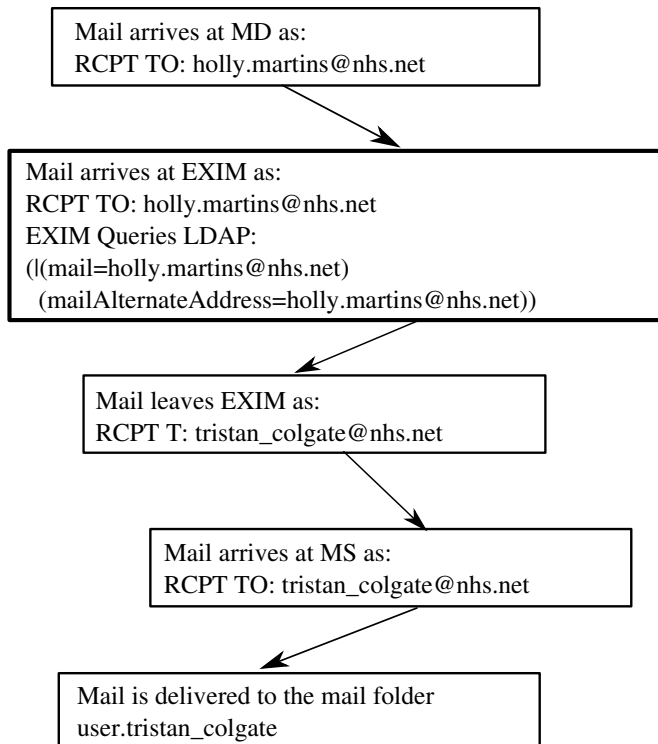 Mail arrives at MD as:
RCPT TO: holly.martins@nhs.net
Mail arrives at EXIM as:
RCPT TO: holly.martins@nhs.net
EXIM Queries LDAP:
(|(mail=holly.martins@nhs.net)
(mailAlternateAddress=holly.martins@nhs.net))
Mail leaves EXIM as:
RCPT T: tristan_colgate@nhs.net
Mail arrives at MS as:
RCPT TO: tristan_colgate@nhs.net
Mail is delivered to the mail folder
user.tristan_colgate